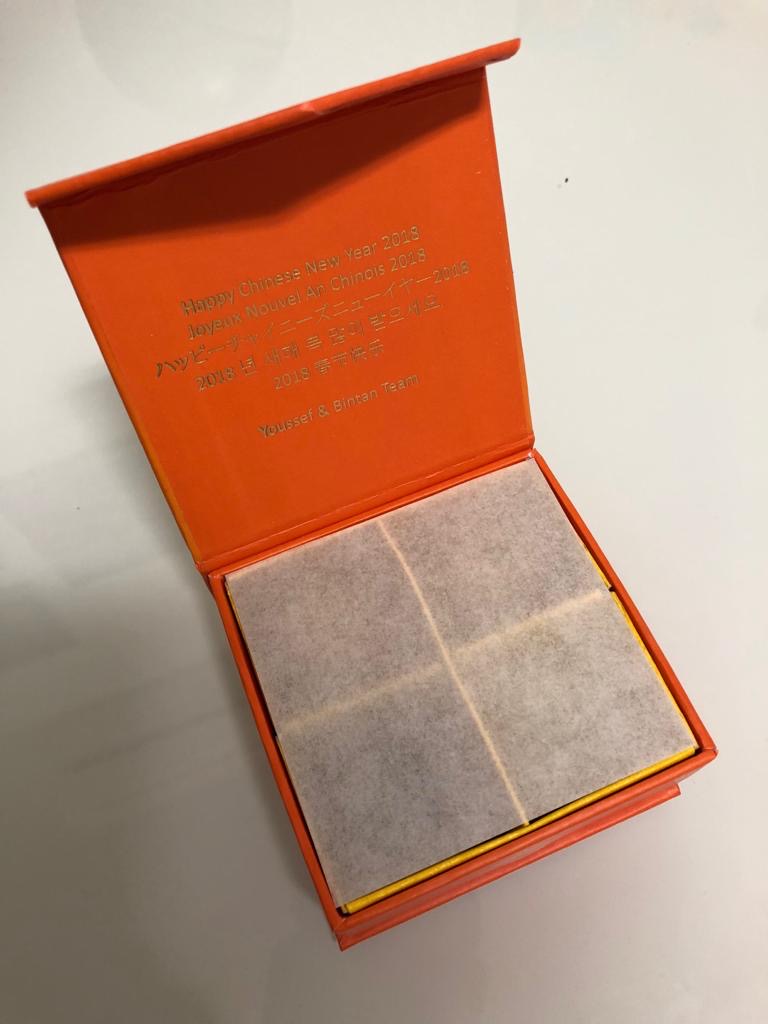 Happy Chinese New Year 2018
Joyeux Nouvel An Chinois 2018
ハッピーチャイニーズニューイヤー2018
2018 년 새해 복 많이 받으세요
2018 春节快乐
Youssef & Bintan Team